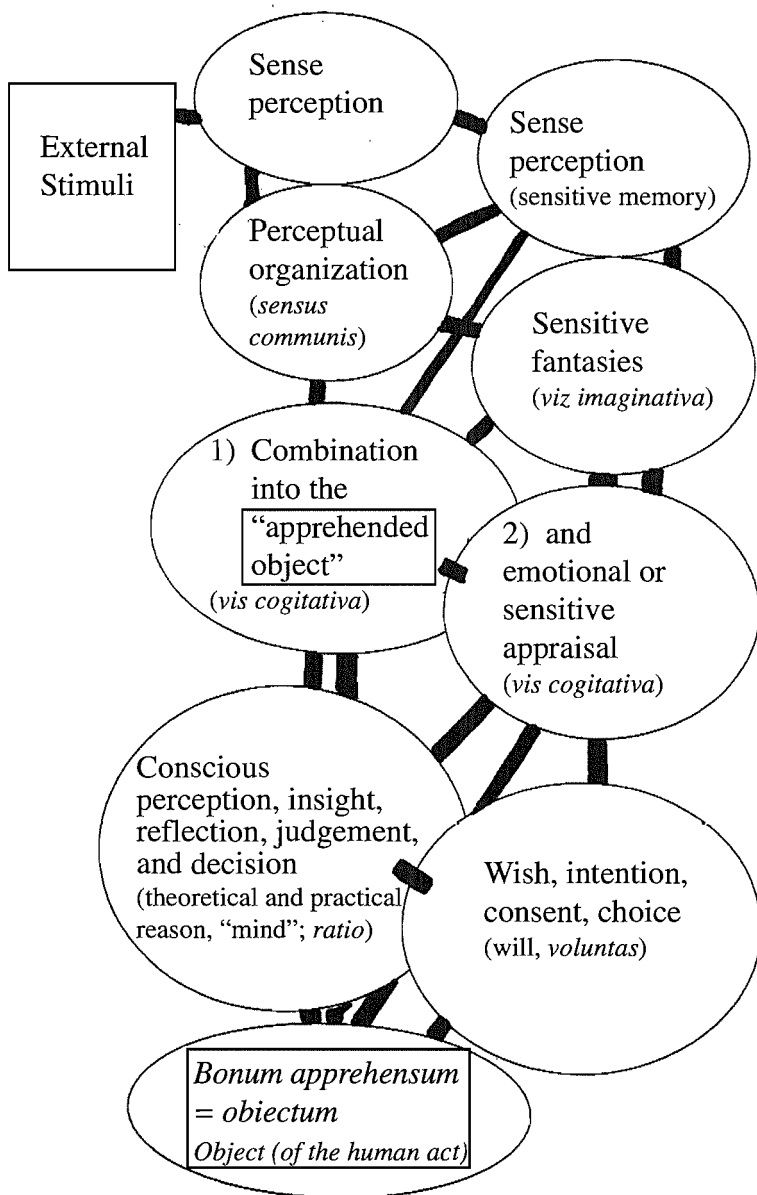 Sense
perception
External
Stimuli
Sense
perception
(sensitive memory)
Perceptual
organization
(sensus
communis)
Sensitive
fantasies
(viz imaginativa)
1) Combination
into the
“apprehended
object”
(vis cogitativa)
2) and
emotional or
sensitive
appraisal
(vis cogitativa)
Conscious
perception, insight,
reflection, judgement,
and decision
(theoretical and practical
reason, “mind”; ratio)
Wish, intention,
consent, choice
(will, voluntas)
Bonum apprehensum
= obiectum
Object (of the human act)